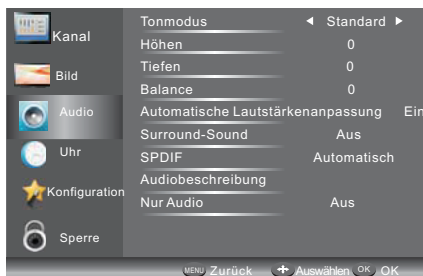 Kanal
Bild
Audio
Uhr
Konfiguration
Sperre
Tonmodus Standard
Höhen 0
Tiefen 0
Balance 0
Automatische Lautstärkenanpassung Ein
Surround-Sound Aus
SPDIF Automatisch
Audiobeschreibung
Nur Audio Aus
MENU Zurück Auswählen OK OK